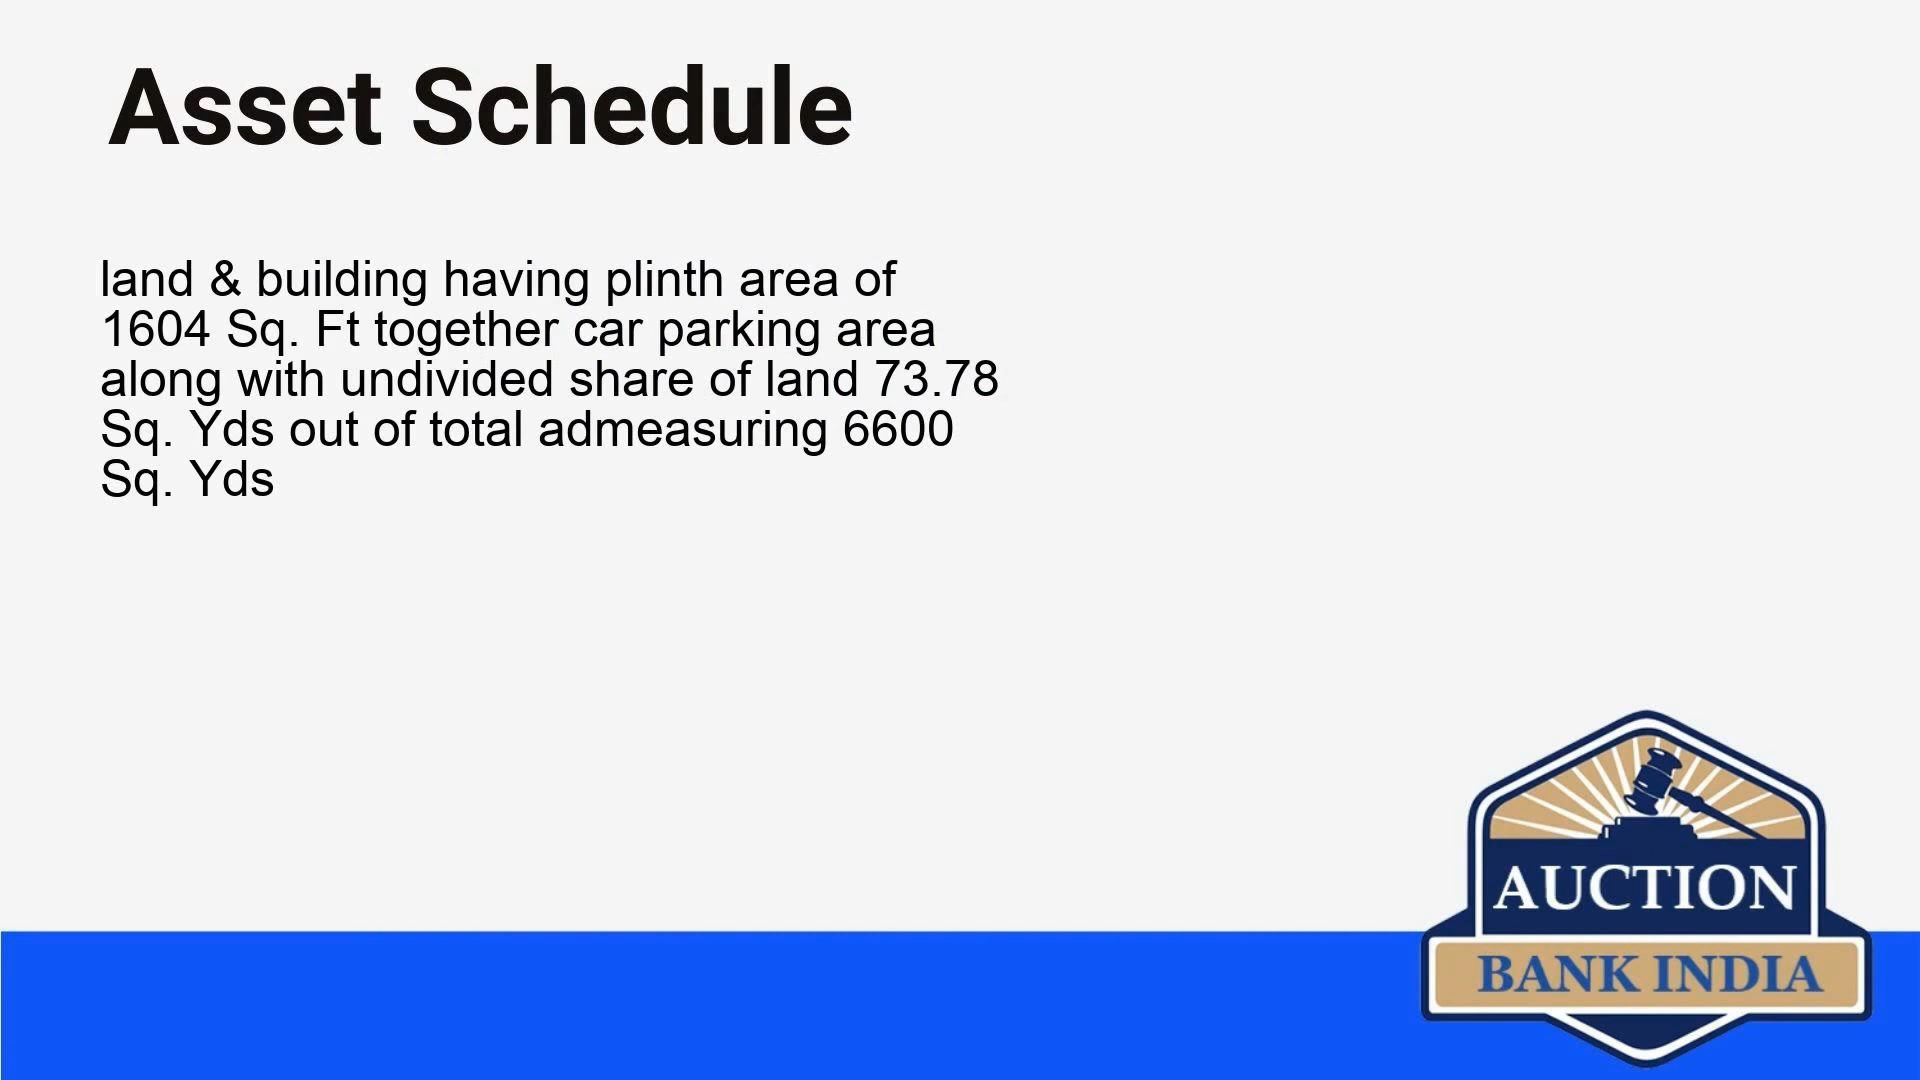 Asset Schedule
land & building having plinth area of
1604 Sq. Ft together car parking area
along with undivided share of land 73.78
Sq. Yds out of total admeasuring 6600
Sq. Yds
AUCTION
BANK INDIA